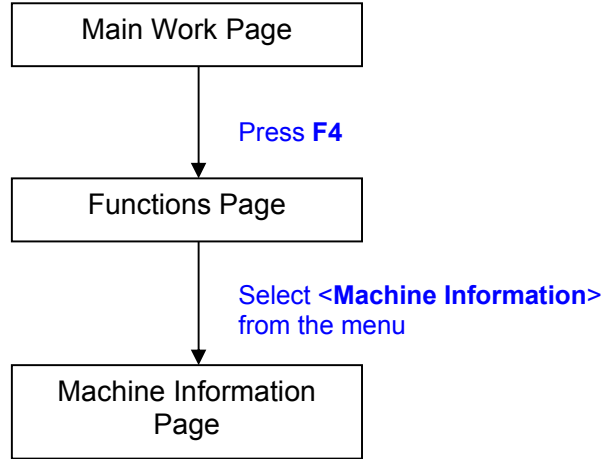 Main Work Page
Press F4
Functions Page
Select <Machine Information>
from the menu
Machine Information
Page